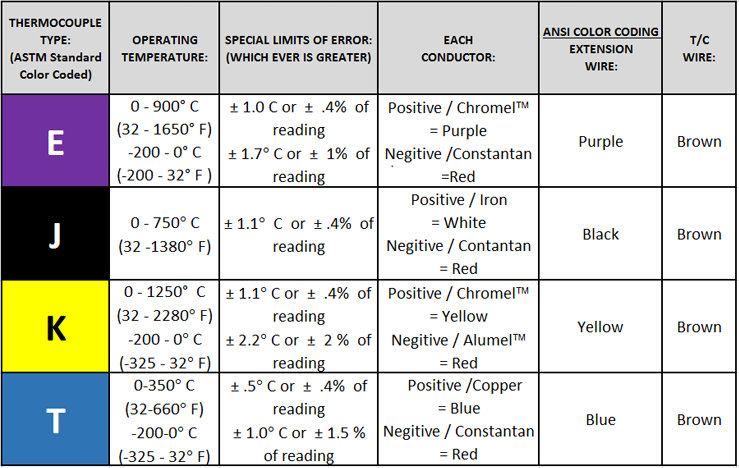 THERMOCOUPLE
TYPE:
(ASTM Standard
Color Coded)
OPERATING
TEMPERATURE:
SPECIAL LIMITS OF ERROR:
(WHICH EVER IS GREATER)
EACH
CONDUCTOR:
ANSI COLOR CODING
EXTENSION
WIRE:
T/C
WIRE:
E
0 - 900° C
(32 - 1650° F)
-200 - 0° C
(-200 - 32° F )
± 1.0 C or ± .4% of
reading
± 1.7° C or ± 1% of
reading
Positive / Chromel™
= Purple
Negitive /Constantan
=Red
Purple
Brown
J
0 - 750° C
(32 -1380° F)
± 1.1° C or ± .4% of
reading
Positive / Iron
= White
Negitive / Contantan
= Red
Black
Brown
K
0 - 1250° C
(32 - 2280° F)
-200 - 0° C
(-325 - 32° F)
± 1.1° C or ± .4% of
reading
± 2.2° C or ± 2 % of
reading
Positive / Chromel™
= Yellow
Negitive / Alumel™
= Red
Yellow
Brown
T
0-350° C
(32-660° F)
-200-0° C
(-325 - 32° F)
± .5° C or ± .4% of
reading
± 1.0° C or ± 1.5 %
of reading
Positive /Copper
= Blue
Negitive / Constantan
= Red
Blue
Brown